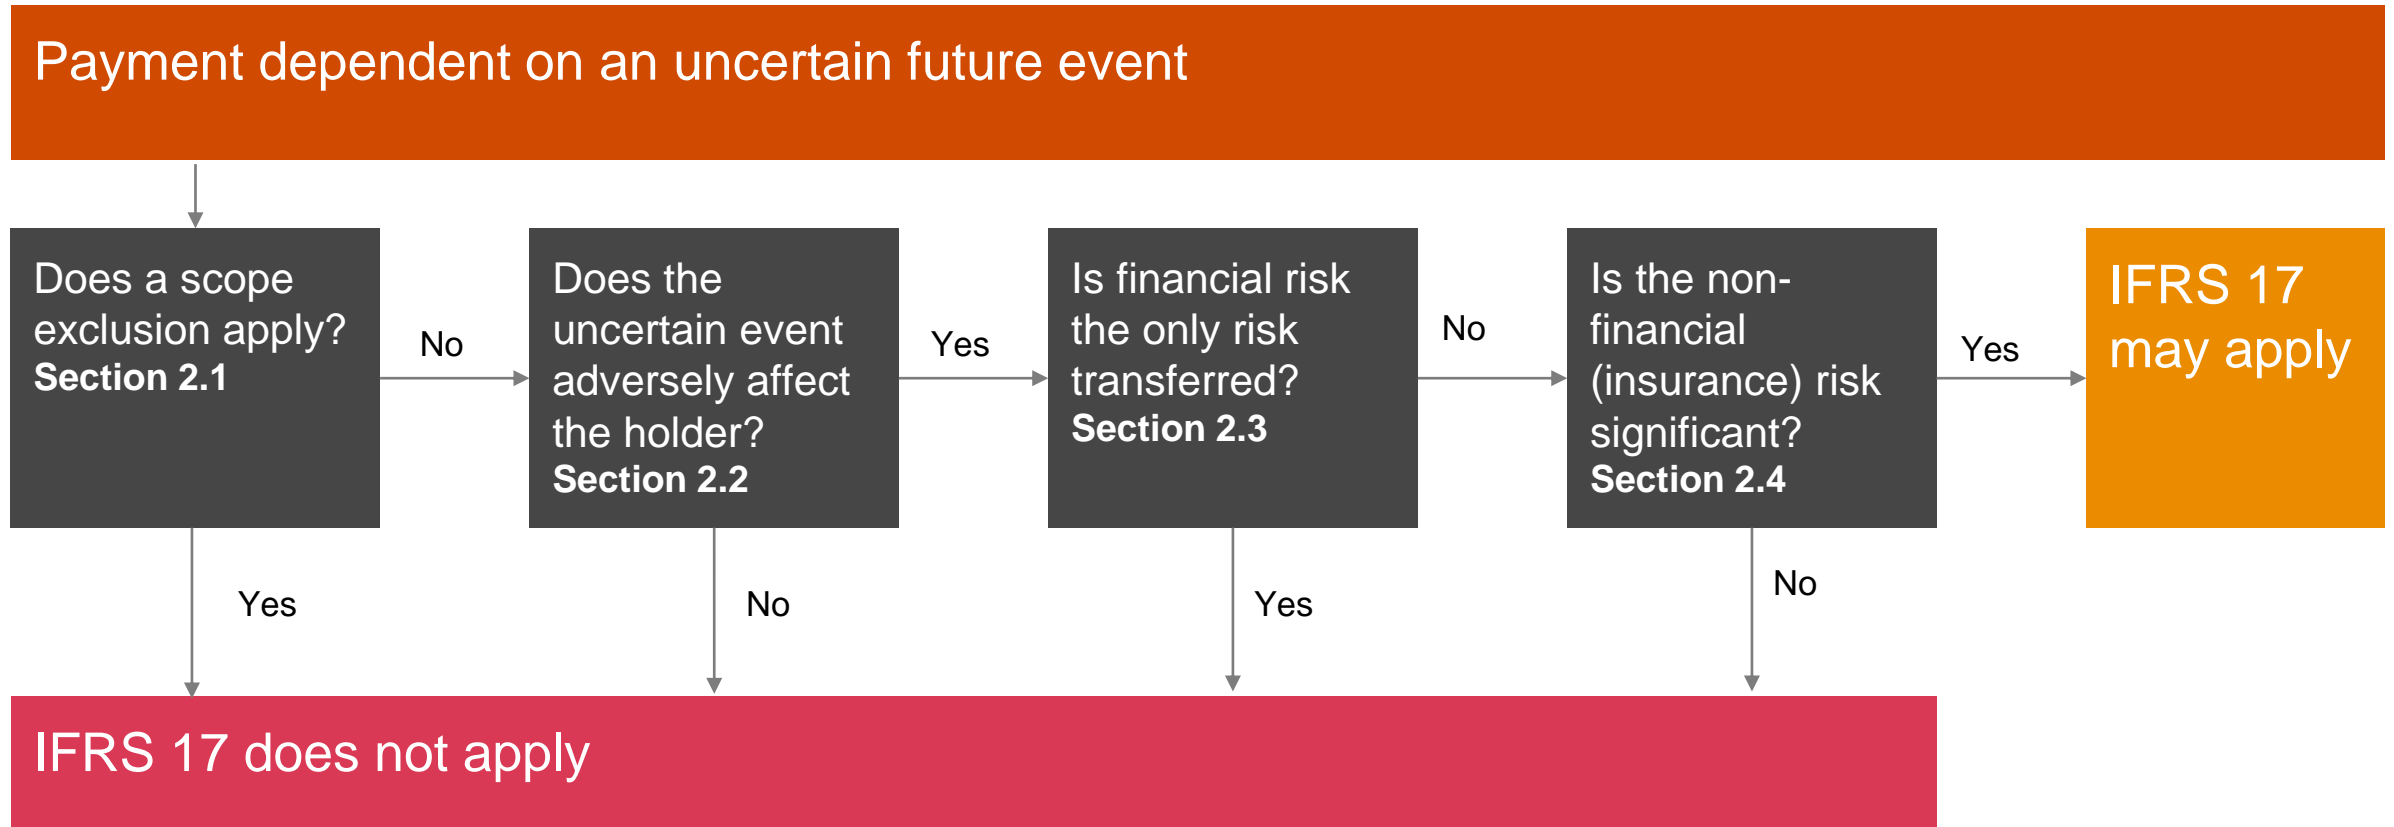 Payment dependent on an uncertain future event
Does a scope
exclusion apply?
Section 2.1
No
Does the
uncertain event
adversely affect
the holder?
Section 2.2
Yes
Is financial risk
the only risk
transferred?
Section 2.3
No
Is the non-
financial
(insurance) risk
significant?
Section 2.4
Yes
IFRS 17
may apply
Yes
No
Yes
No
IFRS 17 does not apply